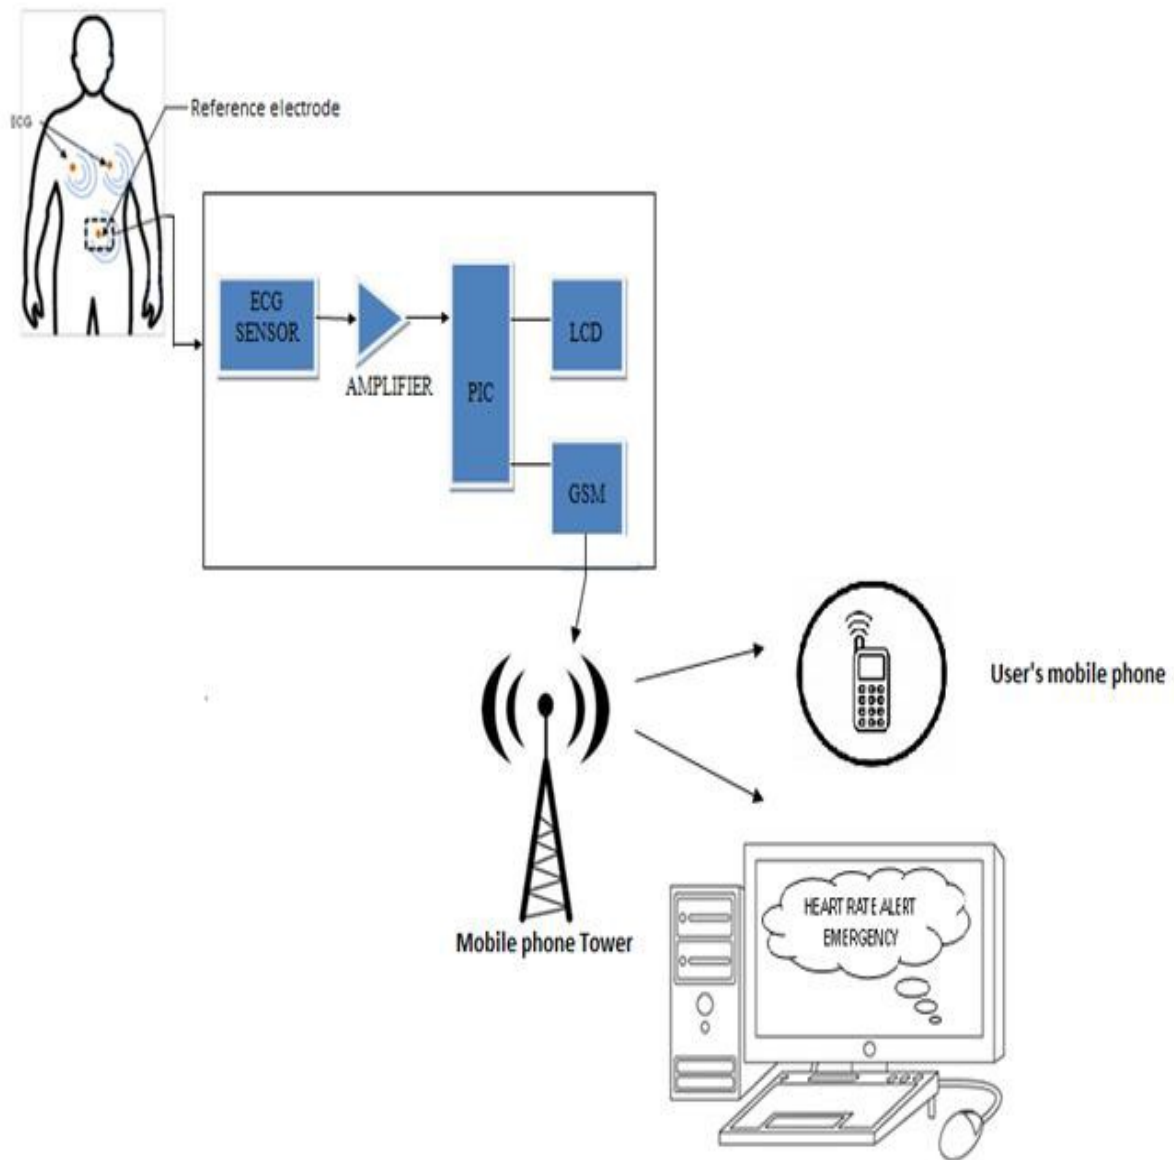 Reference electrode
ECG
ECG
SENSOR
AMPLIFIER
PIC
LCD
GSM
User's mobile phone
Mobile phone Tower
HEART RATE ALERT
EMERGENCY